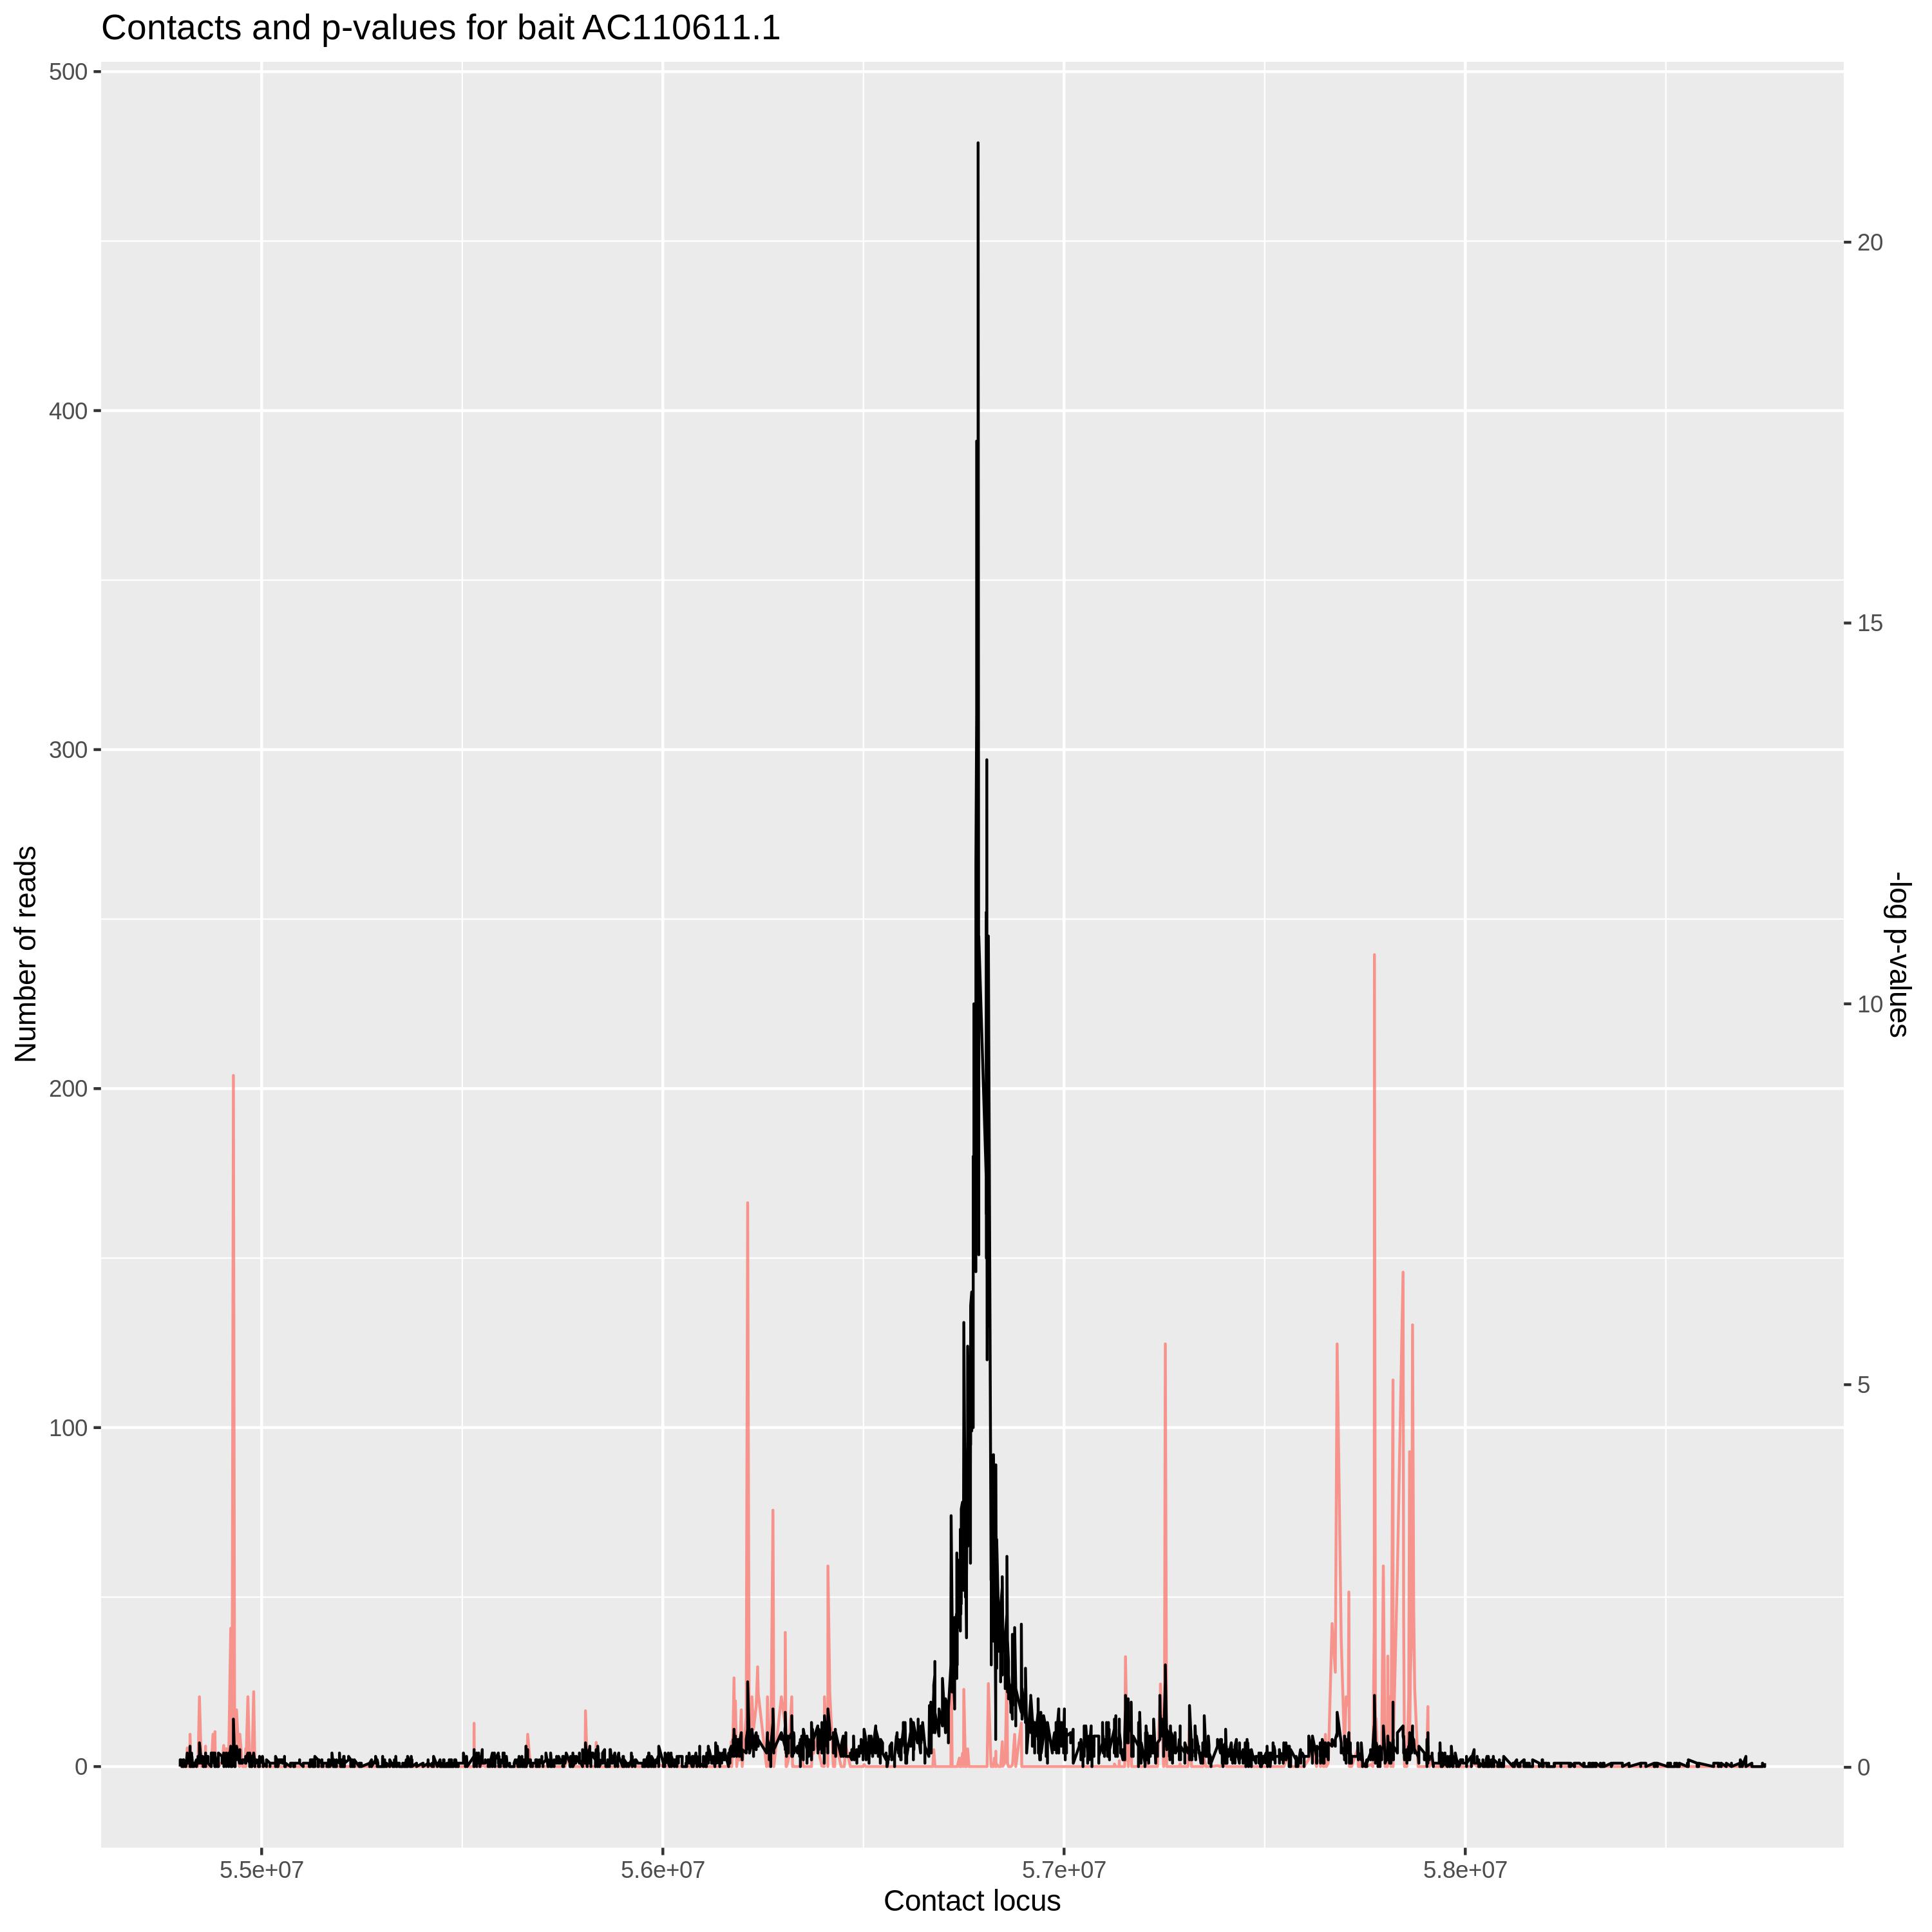 Contacts and p-values for bait AC110611.1
500
400
300
200
100
0
Number of reads
20
15
10
5
0
-log p-values
5.5e+07
5.6e+07
5.7e+07
5.8e+07
Contact locus